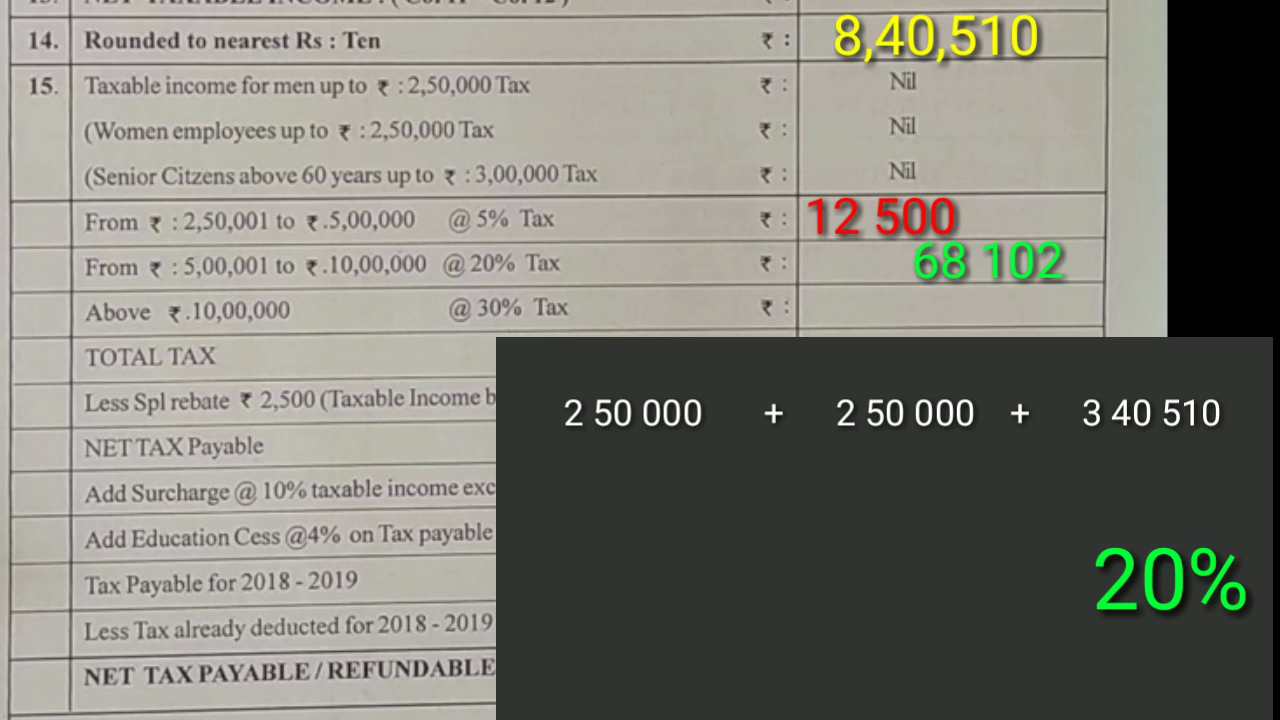 14. Rounded to nearest Rs : Ten ₹ : 8,40,510
15. Taxable income for men up to ₹ : 2,50,000 Tax ₹ : Nil
(Women employees up to ₹ : 2,50,000 Tax ₹ : Nil
(Senior Citzens above 60 years up to ₹ : 3,00,000 Tax ₹ : Nil
From ₹ : 2,50,001 to ₹.5,00,000 @ 5% Tax ₹ : 12 500
From ₹ : 5,00,001 to ₹.10,00,000 @ 20% Tax ₹ : 68 102
Above ₹.10,00,000 @ 30% Tax ₹ :
TOTAL TAX
Less Spl rebate ₹ 2,500 (Taxable Income b
2 50 000 + 2 50 000 + 3 40 510
NET TAX Payable
Add Surcharge @ 10% taxable income exc
Add Education Cess @4% on Tax payable
Tax Payable for 2018 - 2019
20%
Less Tax already deducted for 2018 - 2019
NET TAX PAYABLE / REFUNDABLE